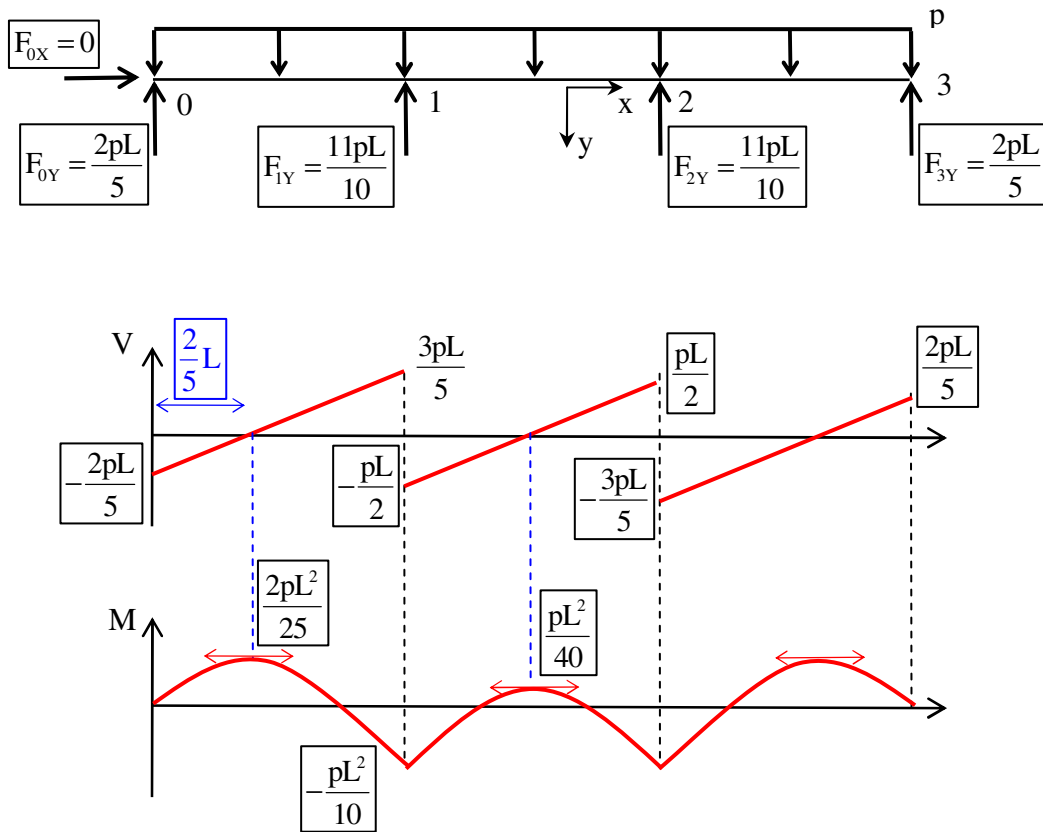 p
F₀X = 0
0 1 x 2 3
y
F₀Y = 2pL/5
F₁Y = 11pL/10
F₂Y = 11pL/10
F₃Y = 2pL/5
V
2/5 L
3pL/5
pL/2
2pL/5
-2pL/5
-pL/2
-3pL/5
M
2pL²/25
pL²/40
-pL²/10